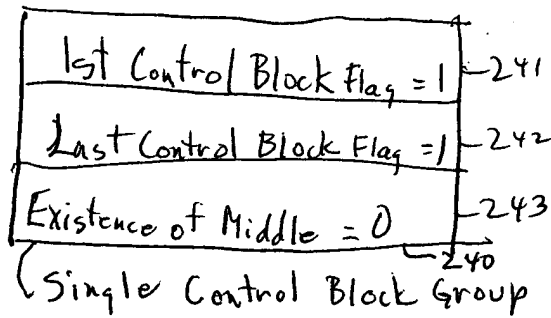 1st Control Block Flag = 1 241
Last Control Block Flag = 1 242
Existence of Middle = 0 243
240
Single Control Block Group